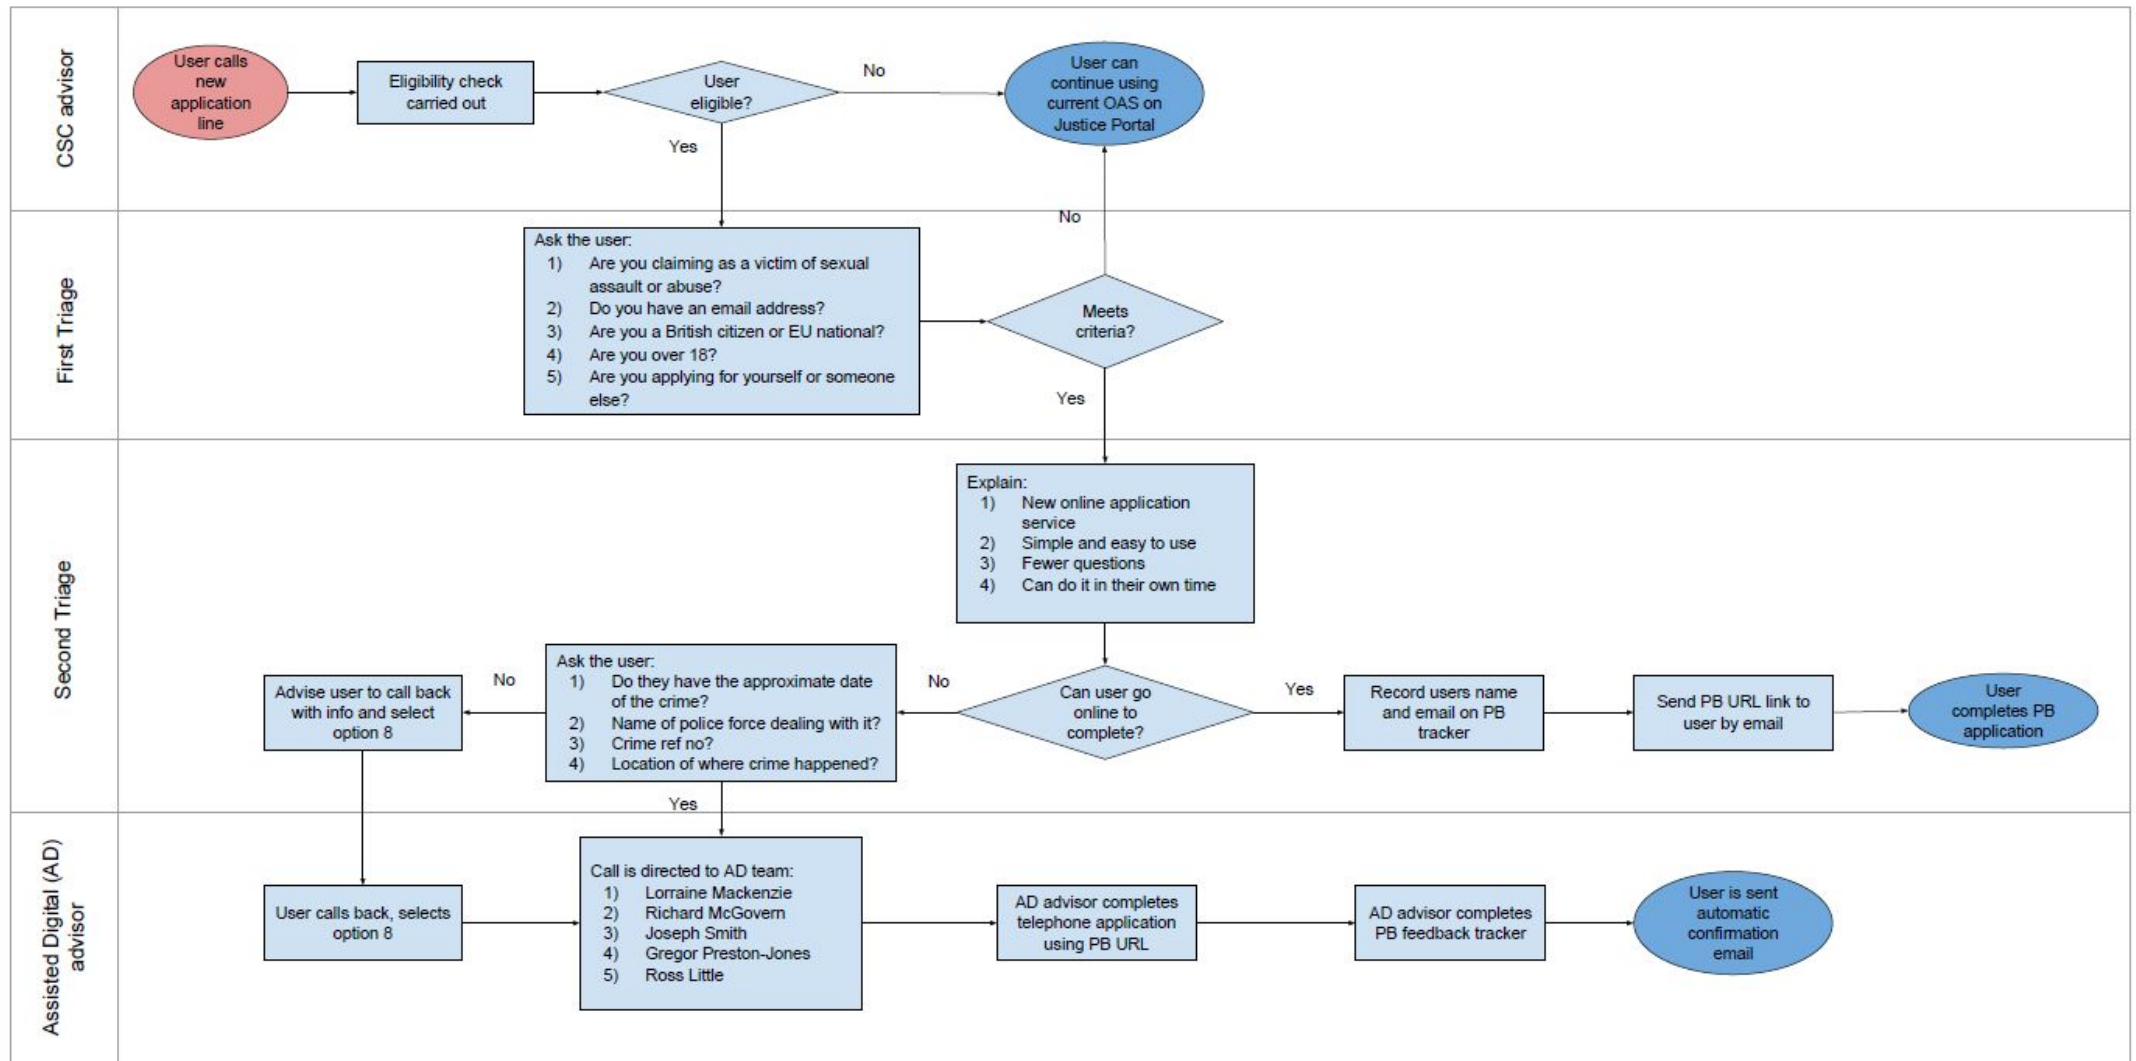 CSC advisor
User calls
new
application
line
Eligibility check
carried out
User
eligible?
No
User can
continue using
current OAS on
Justice Portal
Yes
First Triage
Ask the user:
1) Are you claiming as a victim of sexual
assault or abuse?
2) Do you have an email address?
3) Are you a British citizen or EU national?
4) Are you over 18?
5) Are you applying for yourself or someone
else?
No
Meets
criteria?
Yes
Second Triage
Explain:
1) New online application
service
2) Simple and easy to use
3) Fewer questions
4) Can do it in their own time
Can user go
online to
complete?
No
Ask the user:
1) Do they have the approximate date
of the crime?
2) Name of police force dealing with it?
3) Crime ref no?
4) Location of where crime happened?
No
Advise user to call back
with info and select
option 8
Yes
Yes
Record users name
and email on PB
tracker
Send PB URL link to
user by email
User
completes PB
application
Assisted Digital (AD)
advisor
User calls back, selects
option 8
Call is directed to AD team:
1) Lorraine Mackenzie
2) Richard McGovern
3) Joseph Smith
4) Gregor Preston-Jones
5) Ross Little
AD advisor completes
telephone application
using PB URL
AD advisor completes
PB feedback tracker
User is sent
automatic
confirmation
email